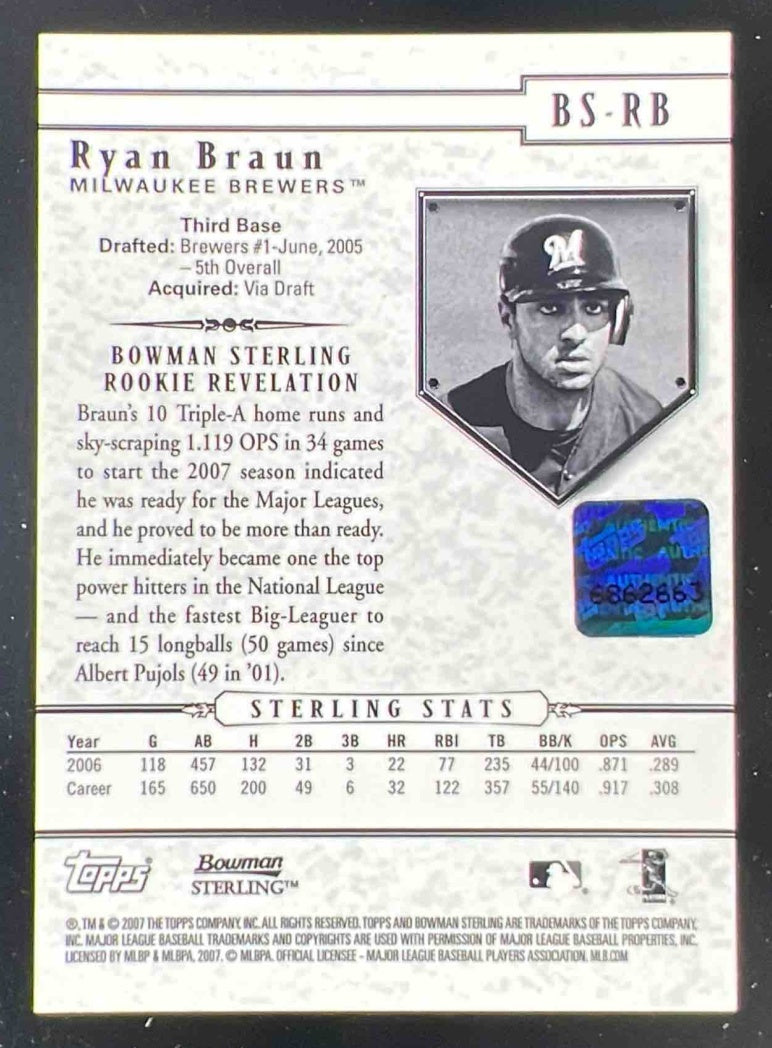 BS-RB
Ryan Braun
MILWAUKEE BREWERS™
Third Base
Drafted: Brewers #1-June, 2005
– 5th Overall
Acquired: Via Draft
BOWMAN STERLING
ROOKIE REVELATION
Braun's 10 Triple-A home runs and
sky-scraping 1.119 OPS in 34 games
to start the 2007 season indicated
he was ready for the Major Leagues,
and he proved to be more than ready.
He immediately became one the top
power hitters in the National League
— and the fastest Big-Leaguer to
reach 15 longballs (50 games) since
Albert Pujols (49 in '01).
M
AUTHENTIC
AUTHENTIC
6862663
STERLING STATS
Year G AB H 2B 3B HR RBI TB BB/K OPS AVG
2006 118 457 132 31 3 22 77 235 44/100 .871 .289
Career 165 650 200 49 6 32 122 357 55/140 .917 .308
Topps®
Bowman
STERLING™
®, TM & © 2007 THE TOPPS COMPANY, INC. ALL RIGHTS RESERVED. TOPPS AND BOWMAN STERLING ARE TRADEMARKS OF THE TOPPS COMPANY,
INC. MAJOR LEAGUE BASEBALL TRADEMARKS AND COPYRIGHTS ARE USED WITH PERMISSION OF MAJOR LEAGUE BASEBALL PROPERTIES, INC.
LICENSED BY MLBP & MLBPA, 2007. © MLBPA. OFFICIAL LICENSEE - MAJOR LEAGUE BASEBALL PLAYERS ASSOCIATION. MLB.COM